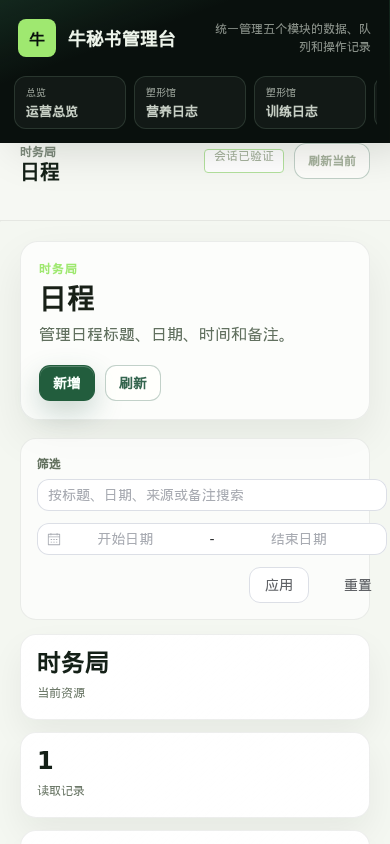 牛
牛秘书管理台
统一管理五个模块的数据、队
列和操作记录
总览
运营总览
塑形馆
营养日志
塑形馆
训练日志
时务局
日程
会话已验证
刷新当前
时务局
日程
管理日程标题、日期、时间和备注。
新增
刷新
筛选
按标题、日期、来源或备注搜索
开始日期 - 结束日期
应用
重置
时务局
当前资源
1
读取记录